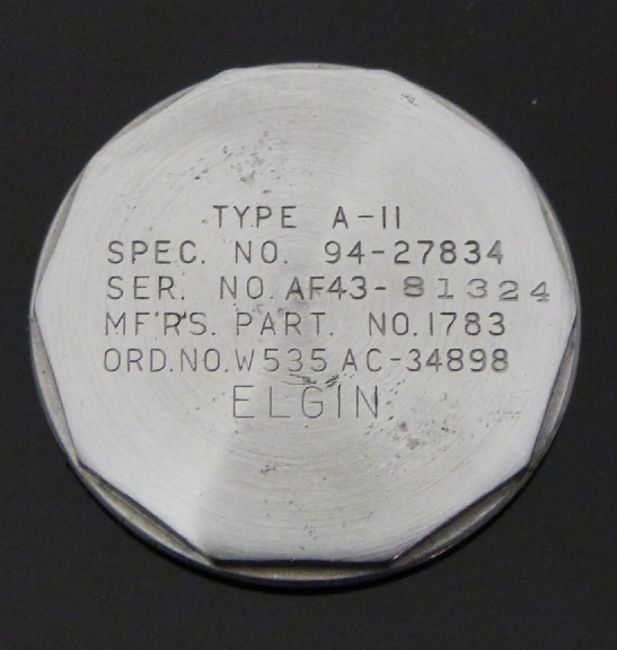 TYPE A-11
SPEC. NO. 94-27834
SER. NO. AF43-81324
MF'R'S. PART. NO. 1783
ORD. NO. W535 AC-34898
ELGIN